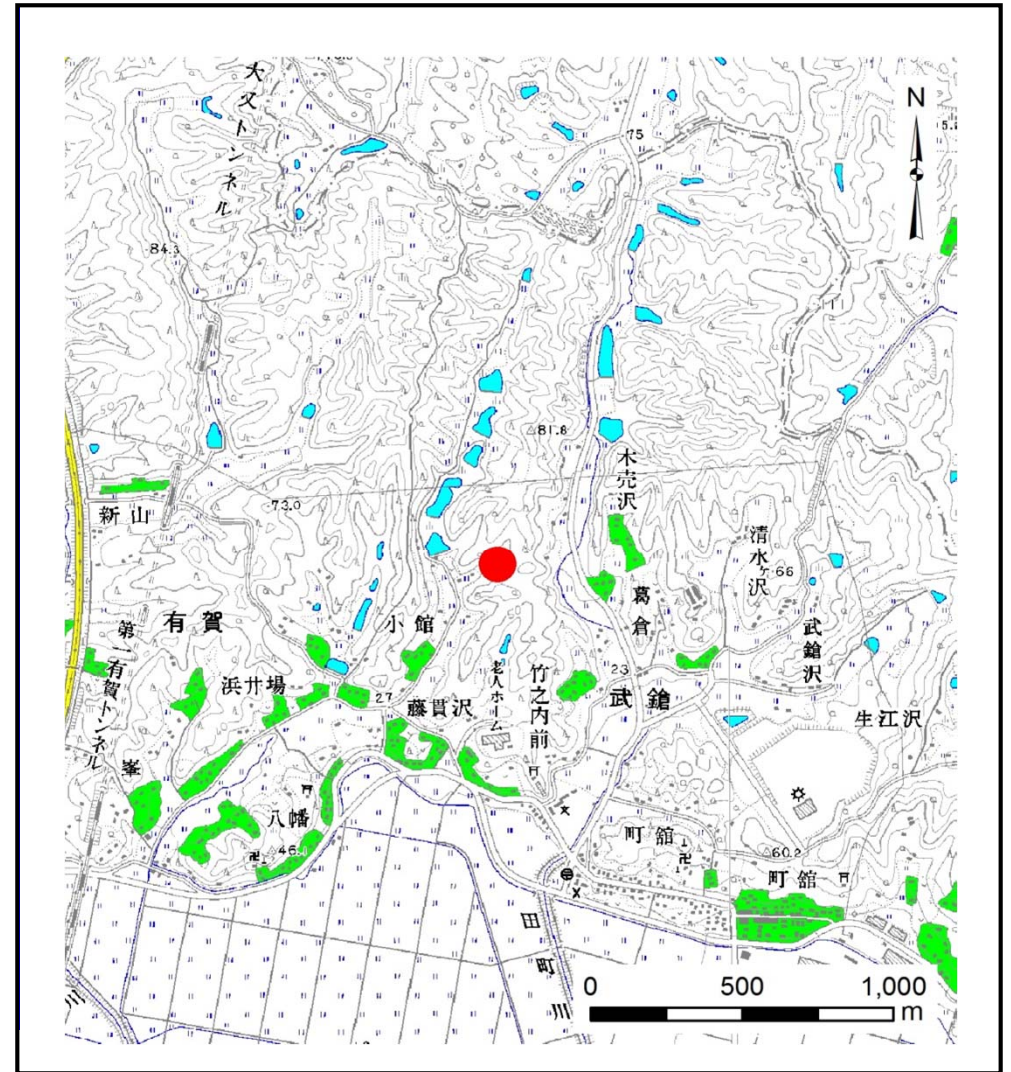 大又トンネル
N
75
84.3
81.8
木売沢
73.0
新山
清水沢
66
葛倉
武鎗沢
有賀
小館
第一有賀トンネル
浜井場
老人ホーム
竹之内前
23
武鎗
27
藤貫沢
生江沢
峯
八幡
46.1
町舘
60.2
町舘
田町川
川
0 500 1,000
m